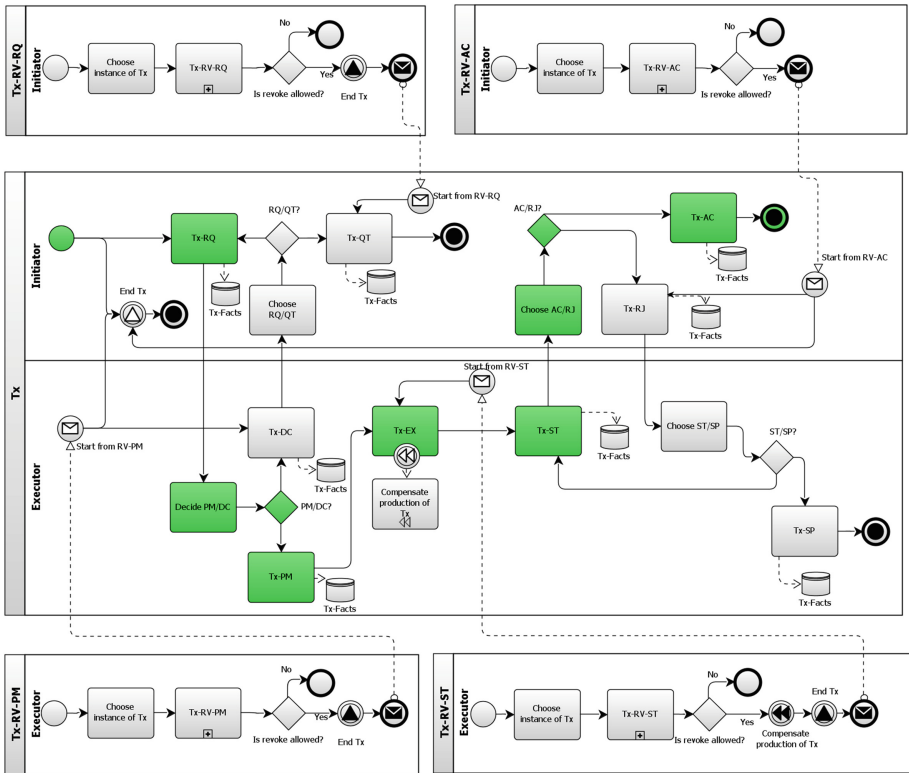 Tx-RV-RQ
Initiator
Choose
instance of Tx
Tx-RV-RQ
No
Yes
Is revoke allowed?
End Tx
Tx-RV-AC
Initiator
Choose
instance of Tx
Tx-RV-AC
No
Yes
Is revoke allowed?
Tx
Initiator
Tx-RQ
Tx-Facts
RQ/QT?
Choose
RQ/QT
Tx-QT
Tx-Facts
Start from RV-RQ
End Tx
AC/RJ?
Choose AC/RJ
Tx-AC
Tx-Facts
Tx-RJ
Tx-Facts
Start from RV-AC
Executor
Start from RV-PM
Tx-DC
Tx-Facts
Decide PM/DC
PM/DC?
Tx-PM
Tx-Facts
Start from RV-ST
Tx-EX
Compensate
production of
Tx
Tx-ST
Tx-Facts
Choose ST/SP
ST/SP?
Tx-SP
Tx-Facts
Tx-RV-PM
Executor
Choose
instance of Tx
Tx-RV-PM
No
Yes
Is revoke allowed?
End Tx
Tx-RV-ST
Executor
Choose
instance of Tx
Tx-RV-ST
No
Yes
Is revoke allowed?
Compensate
production of Tx
End Tx